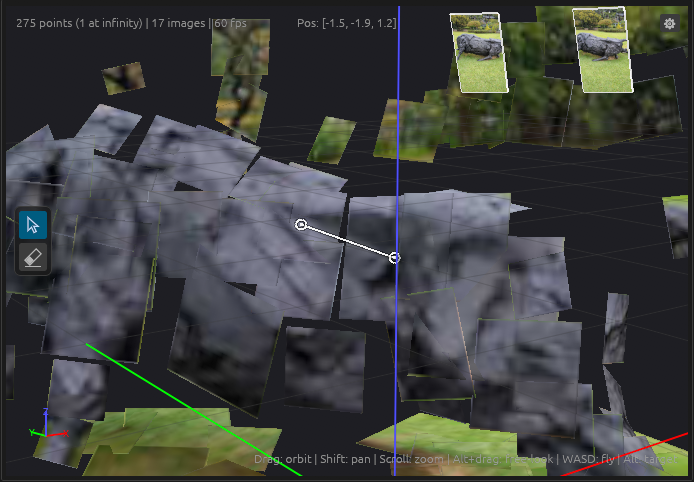 275 points (1 at infinity) | 17 images | 60 fps
Pos: [-1.5, -1.9, 1.2]
Z
Y
X
Drag: orbit | Shift: pan | Scroll: zoom | Alt+drag: look | WASD: fly | Alt: